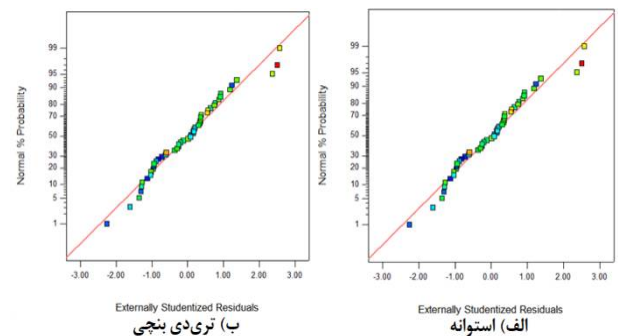 Normal % Probability
99
95
90
80
70
50
30
20
10
5
1
-3.00 -2.00 -1.00 0.00 1.00 2.00 3.00
Externally Studentized Residuals
ب) تری‌دی بنچی
Normal % Probability
99
95
90
80
70
50
30
20
10
5
1
-3.00 -2.00 -1.00 0.00 1.00 2.00 3.00
Externally Studentized Residuals
الف) استوانه